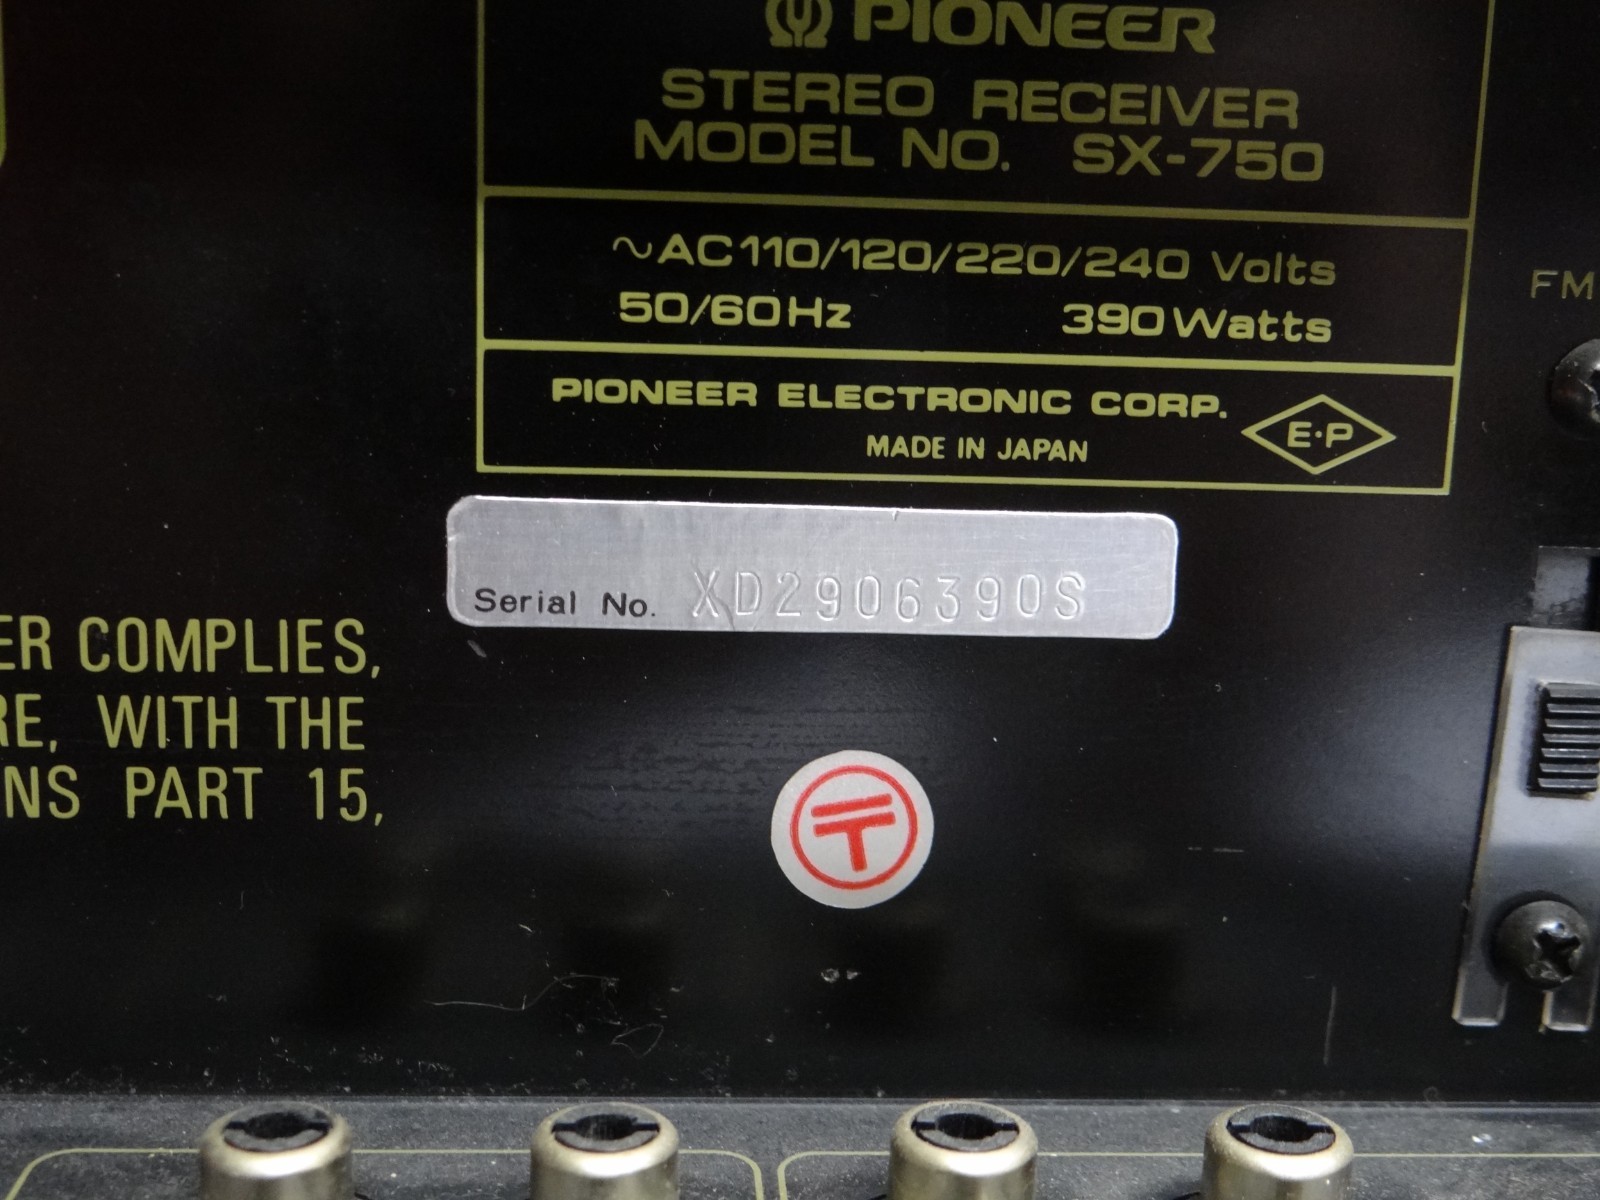 PIONEER
STEREO RECEIVER
MODEL NO. SX-750
~AC110/120/220/240 Volts
50/60Hz 390Watts
PIONEER ELECTRONIC CORP.
E·P
MADE IN JAPAN
FM
Serial No. XD2906390S
ER COMPLIES,
RE, WITH THE
NS PART 15,